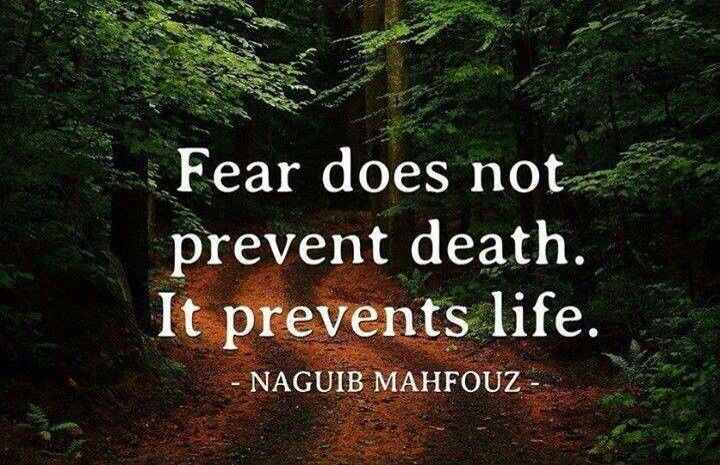 Fear does not
prevent death.
It prevents life.
- NAGUIB MAHFOUZ -